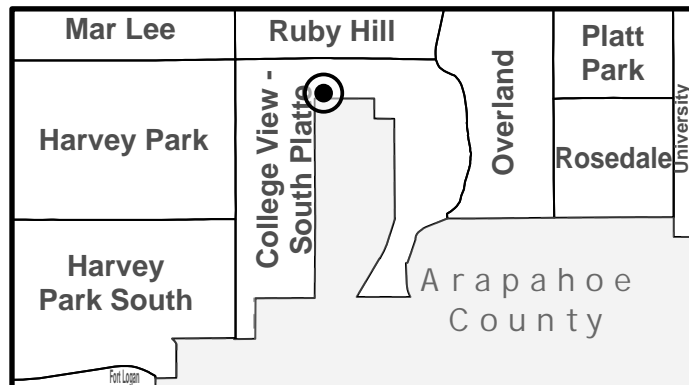 Mar Lee
Ruby Hill
Platt
Park
Harvey Park
College View -
South Platte
Overland
Rosedale
University
Harvey
Park South
Arapahoe
County
Fort Logan